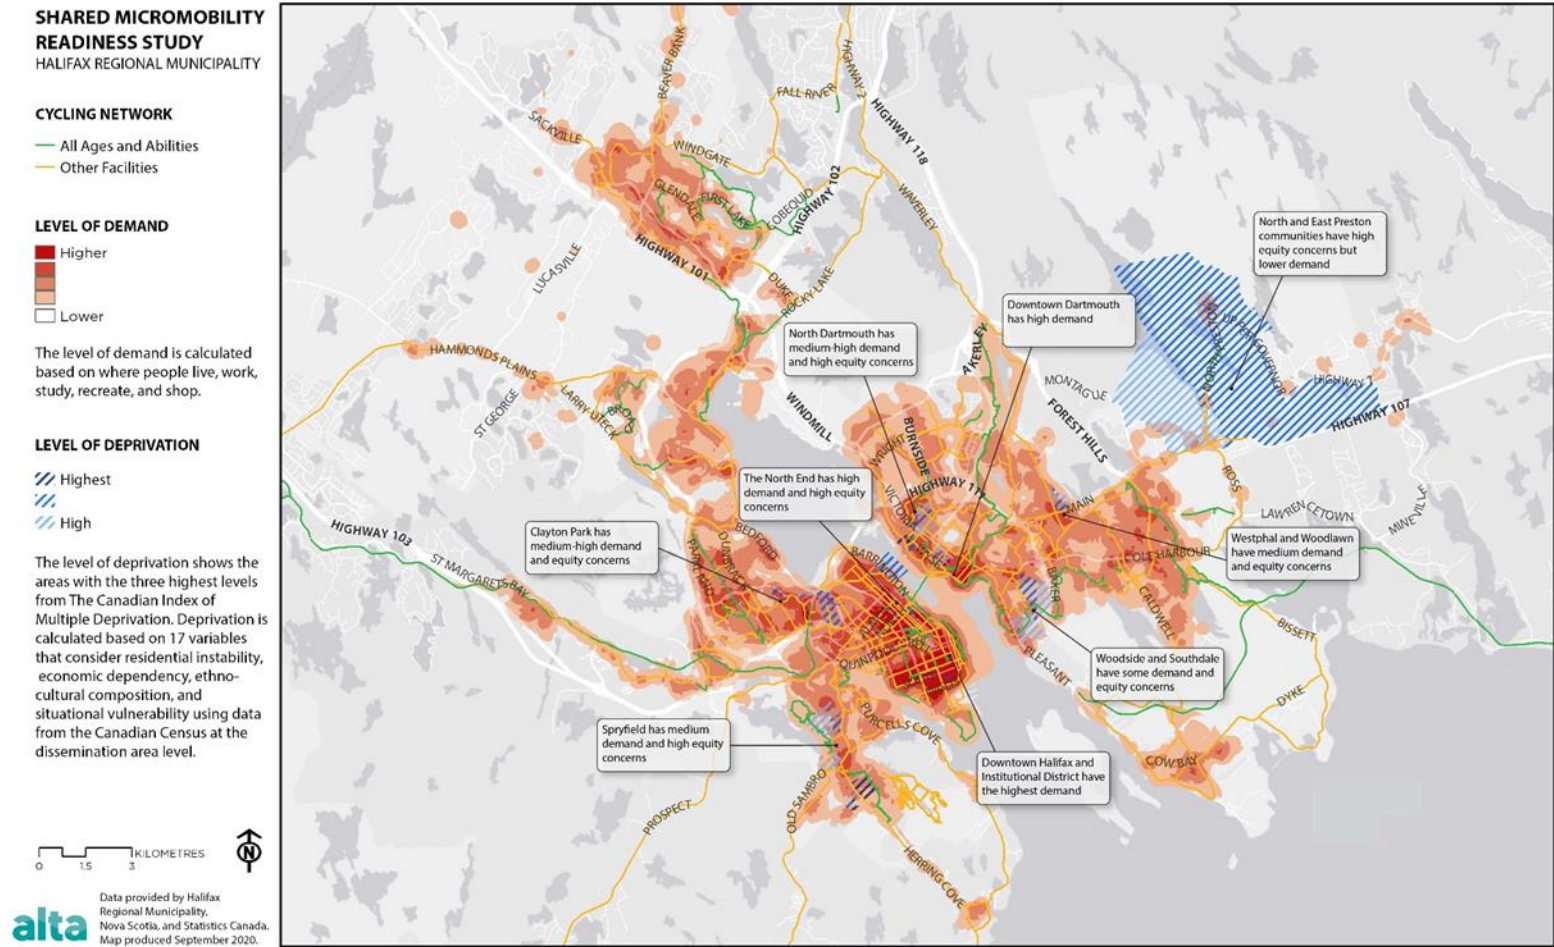 SHARED MICROMOBILITY
READINESS STUDY
HALIFAX REGIONAL MUNICIPALITY
CYCLING NETWORK
All Ages and Abilities
Other Facilities
LEVEL OF DEMAND
Higher
Lower
The level of demand is calculated
based on where people live, work,
study, recreate, and shop.
LEVEL OF DEPRIVATION
Highest
High
The level of deprivation shows the
areas with the three highest levels
from The Canadian Index of
Multiple Deprivation. Deprivation is
calculated based on 17 variables
that consider residential instability,
economic dependency, ethno-
cultural composition, and
situational vulnerability using data
from the Canadian Census at the
dissemination area level.
KILOMETRES
0 1.5 3
N
alta
Data provided by Halifax
Regional Municipality,
Nova Scotia, and Statistics Canada.
Map produced September 2020.
BEAVER BANK
HIGHWAY 2
FALL RIVER
HIGHWAY 118
SACKVILLE
WINDGATE
GLENDALE
FIRST LAKE
COBEQUID
HIGHWAY 102
WAVERLEY
HIGHWAY 101
LUCASVILLE
DUKE
ROCKY LAKE
North and East Preston
communities have high
equity concerns but
lower demand
Downtown Dartmouth
has high demand
North Dartmouth has
medium-high demand
and high equity concerns
AKERLEY
UPPER GOVERNOR
NORTH
HIGHWAY 7
HIGHWAY 107
HAMMONDS PLAINS
ST GEORGE
LARRY UTECK
BROAD
WINDMILL
MONTAGUE
FOREST HILLS
WRIGHT
BURNSIDE
HIGHWAY 111
VICTORIA
MAIN
ROSS
LAWRENCETOWN
MINEVILLE
The North End has high
demand and high equity
concerns
Clayton Park has
medium-high demand
and equity concerns
HIGHWAY 103
ST MARGARETS BAY
BEDFORD
DUNBRACK
PARKLAND
BARRINGTON
COLE HARBOUR
Westphal and Woodlawn
have medium demand
and equity concerns
BAKER
CALDWELL
BISSETT
QUINPOOL
PLEASANT
Woodside and Southdale
have some demand and
equity concerns
DYKE
PURCELLS COVE
Spryfield has medium
demand and high equity
concerns
Downtown Halifax and
Institutional District have
the highest demand
COW BAY
PROSPECT
OLD SAMBRO
HERRING COVE